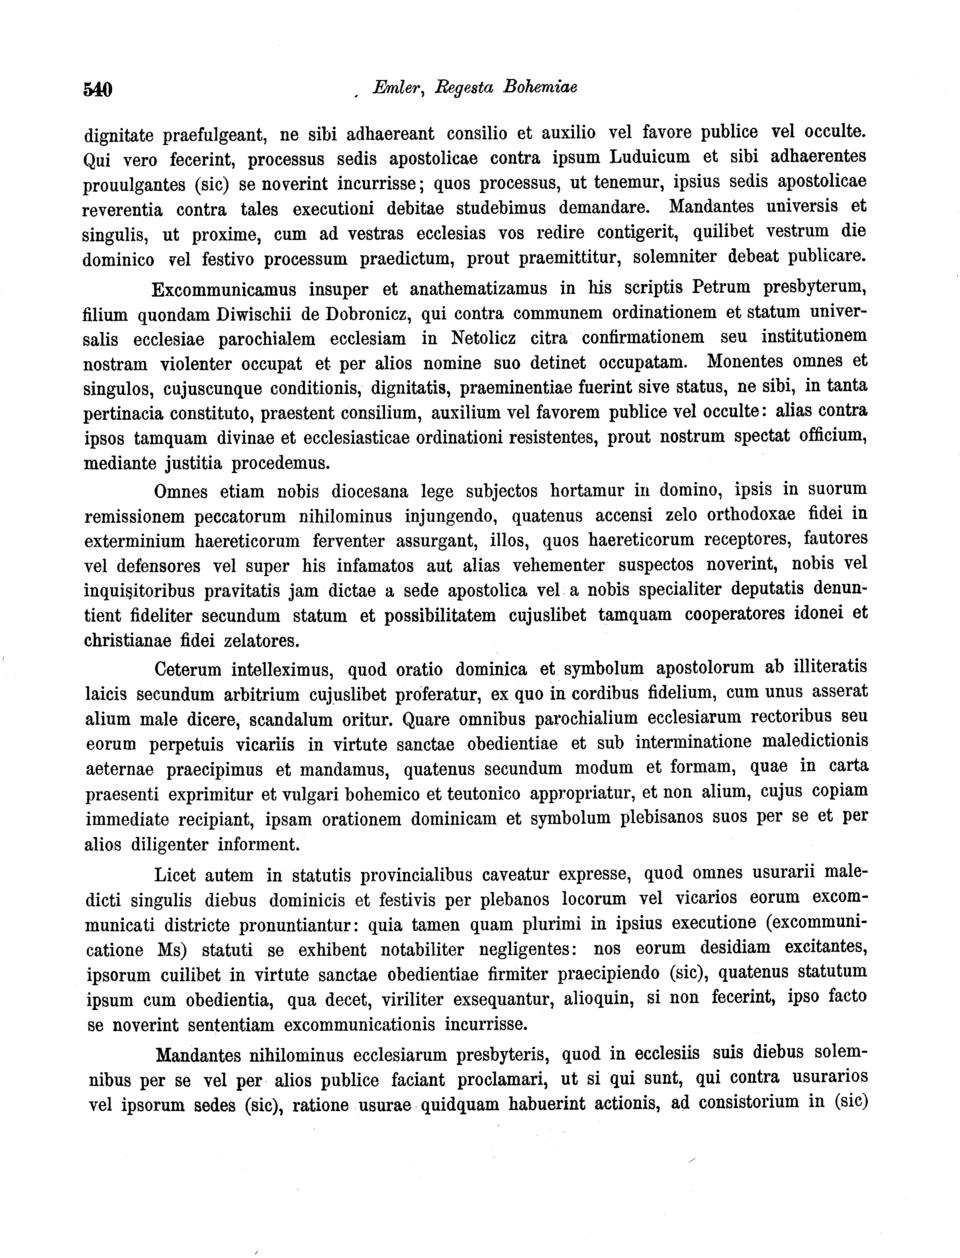 540 Emler, Regesta Bohemiae
dignitate praefulgeant, ne sibi adhaereant consilio et auxilio vel favore publice vel occulte.
Qui vero fecerint, processus sedis apostolicae contra ipsum Luduicum et sibi adhaerentes
prouulgantes (sic) se noverint incurrisse; quos processus, ut tenemur, ipsius sedis apostolicae
reverentia contra tales executioni debitae studebimus demandare. Mandantes universis et
singulis, ut proxime, cum ad vestras ecclesias vos redire contigerit, quilibet vestrum die
dominico vel festivo processum praedictum, prout praemittitur, solemniter debeat publicare.
Excommunicamus insuper et anathematizamus in his scriptis Petrum presbyterum,
filium quondam Diwischii de Dobronicz, qui contra communem ordinationem et statum univer-
salis ecclesiae parochialem ecclesiam in Netolicz citra confirmationem seu institutionem
nostram violenter occupat et per alios nomine suo detinet occupatam. Monentes omnes et
singulos, cujuscunque conditionis, dignitatis, praeminentiae fuerint sive status, ne sibi, in tanta
pertinacia constituto, praestent consilium, auxilium vel favorem publice vel occulte: alias contra
ipsos tamquam divinae et ecclesiasticae ordinationi resistentes, prout nostrum spectat officium,
mediante justitia procedemus.
Omnes etiam nobis diocesana lege subjectos hortamur in domino, ipsis in suorum
remissionem peccatorum nihilominus injungendo, quatenus accensi zelo orthodoxae fidei in
exterminium haereticorum ferventer assurgant, illos, quos haereticorum receptores, fautores
vel defensores vel super his infamatos aut alias vehementer suspectos noverint, nobis vel
inquisitoribus pravitatis jam dictae a sede apostolica vel a nobis specialiter deputatis denun-
tient fideliter secundum statum et possibilitatem cujuslibet tamquam cooperatores idonei et
christianae fidei zelatores.
Ceterum intelleximus, quod oratio dominica et symbolum apostolorum ab illiteratis
laicis secundum arbitrium cujuslibet proferatur, ex quo in cordibus fidelium, cum unus asserat
alium male dicere, scandalum oritur. Quare omnibus parochialium ecclesiarum rectoribus seu
eorum perpetuis vicariis in virtute sanctae obedientiae et sub interminatione maledictionis
aeternae praecipimus et mandamus, quatenus secundum modum et formam, quae in carta
praesenti exprimitur et vulgari bohemico et teutonico appropriatur, et non alium, cujus copiam
immediate recipiant, ipsam orationem dominicam et symbolum plebisanos suos per se et per
alios diligenter informent.
Licet autem in statutis provincialibus caveatur expresse, quod omnes usurarii male-
dicti singulis diebus dominicis et festivis per plebanos locorum vel vicarios eorum excom-
municati districte pronuntiantur: quia tamen quam plurimi in ipsius executione (excommuni-
catione Ms) statuti se exhibent notabiliter negligentes: nos eorum desidiam excitantes,
ipsorum cuilibet in virtute sanctae obedientiae firmiter praecipiendo (sic), quatenus statutum
ipsum cum obedientia, qua decet, viriliter exsequantur, alioquin, si non fecerint, ipso facto
se noverint sententiam excommunicationis incurrisse.
Mandantes nihilominus ecclesiarum presbyteris, quod in ecclesiis suis diebus solem-
nibus per se vel per alios publice faciant proclamari, ut si qui sunt, qui contra usurarios
vel ipsorum sedes (sic), ratione usurae quidquam habuerint actionis, ad consistorium in (sic)